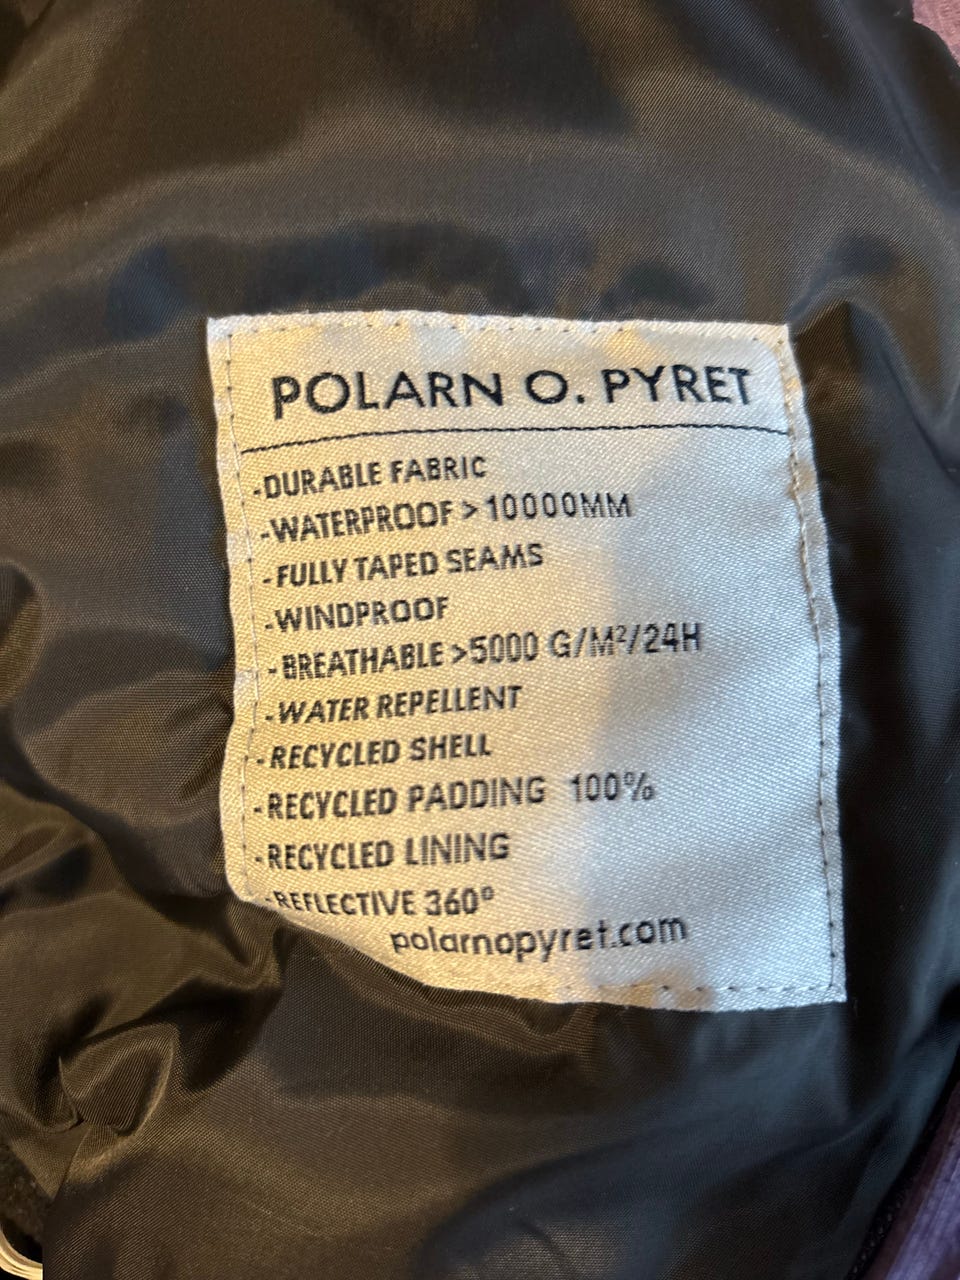 POLARN O. PYRET
-DURABLE FABRIC
-WATERPROOF > 10000MM
-FULLY TAPED SEAMS
-WINDPROOF
-BREATHABLE >5000 G/M²/24H
-WATER REPELLENT
-RECYCLED SHELL
-RECYCLED PADDING 100%
-RECYCLED LINING
-REFLECTIVE 360°
polarnopyret.com